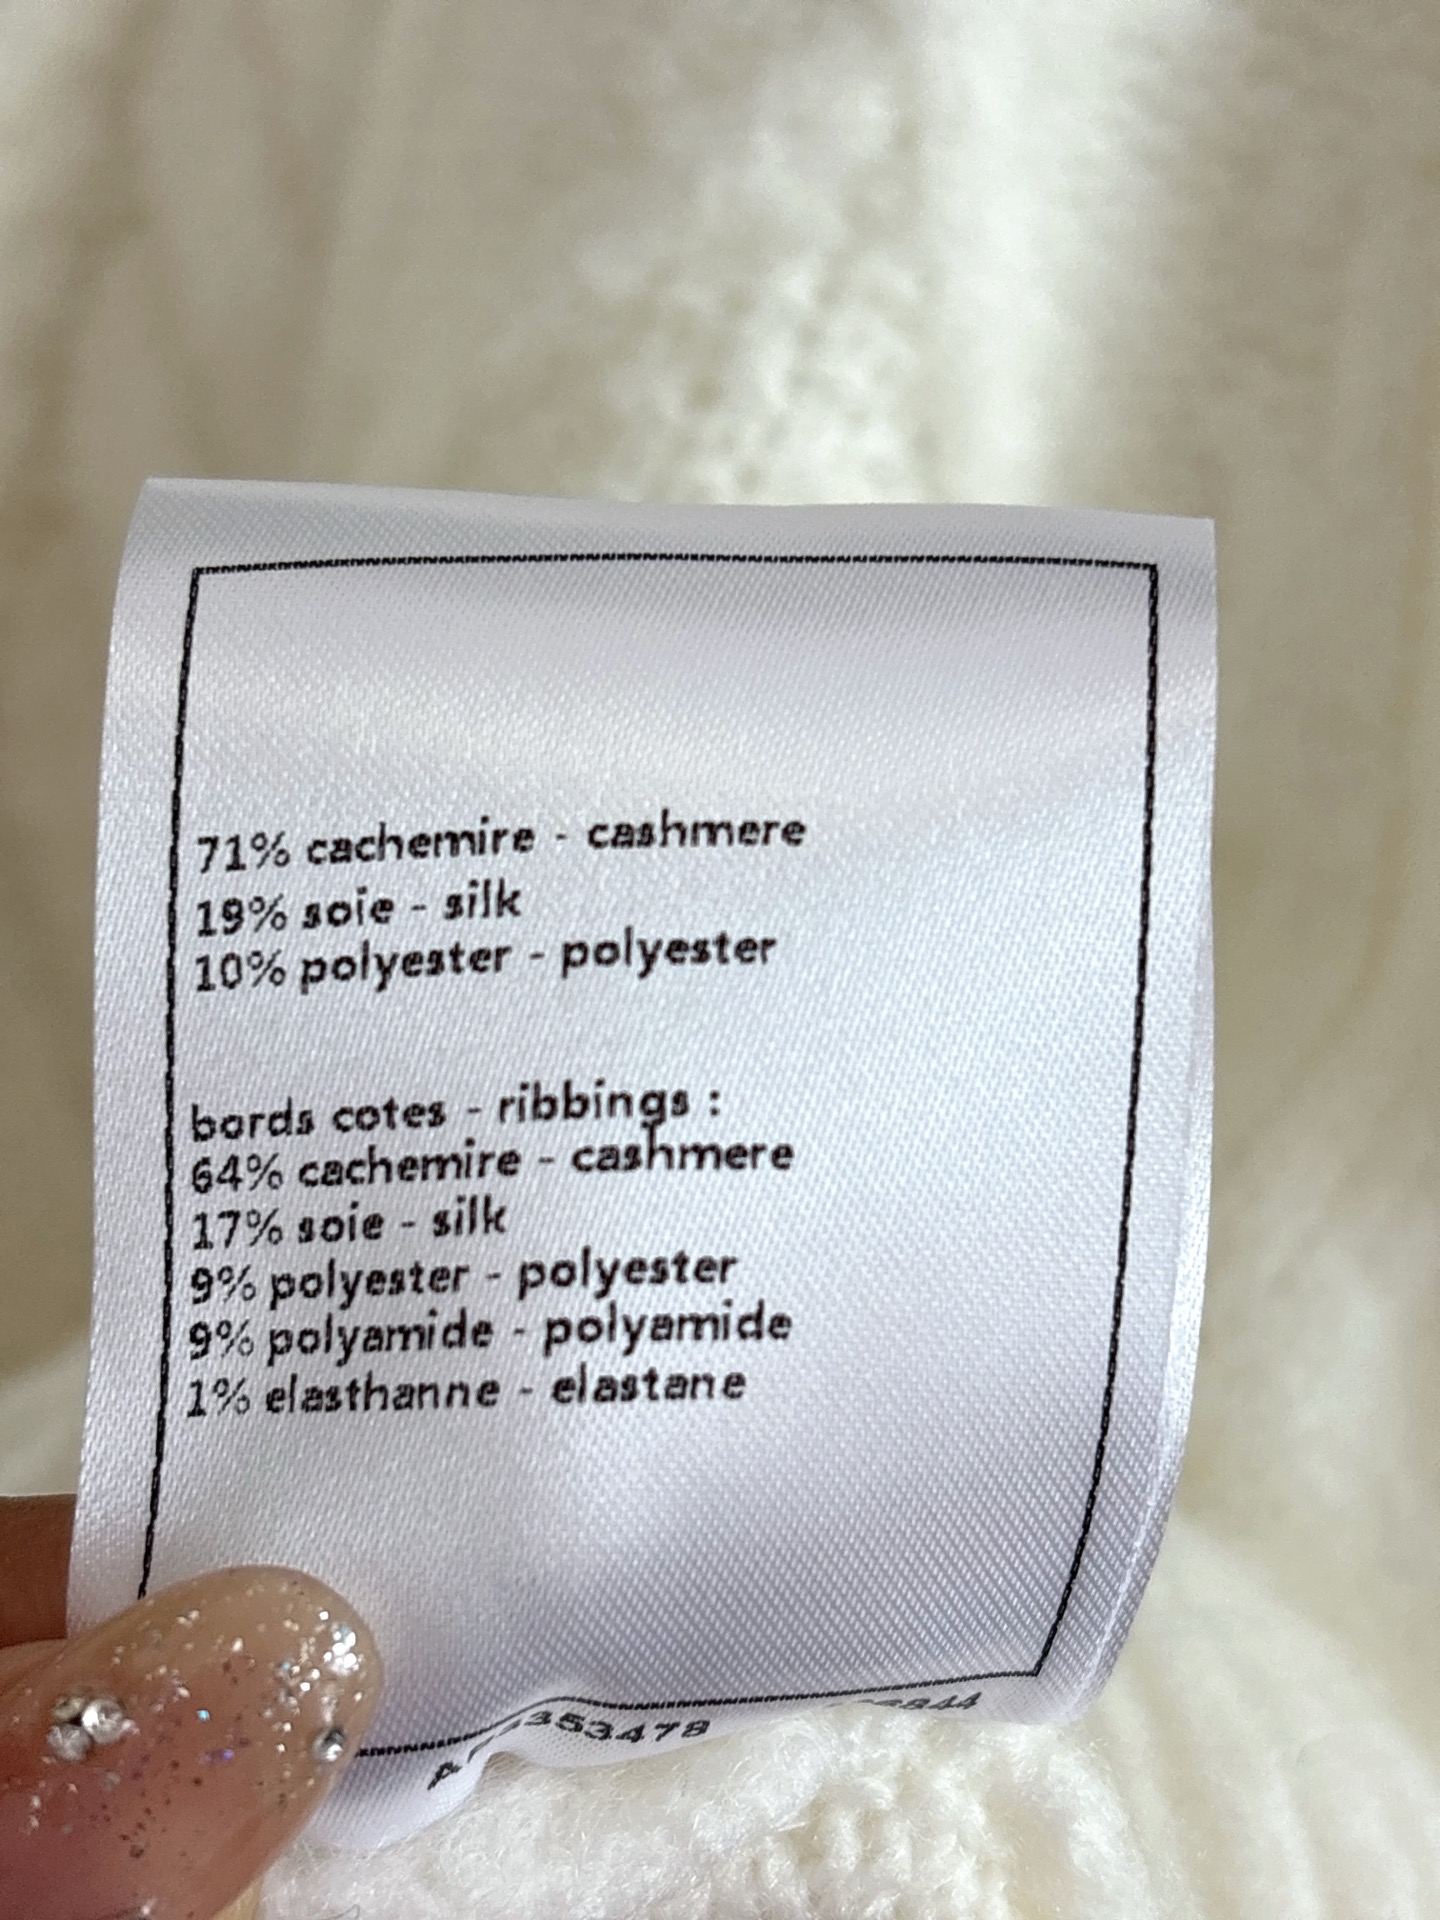 71% cachemire - cashmere
19% soie - silk
10% polyester - polyester
bords cotes - ribbings :
64% cachemire - cashmere
17% soie - silk
9% polyester - polyester
9% polyamide - polyamide
1% elasthanne - elastane